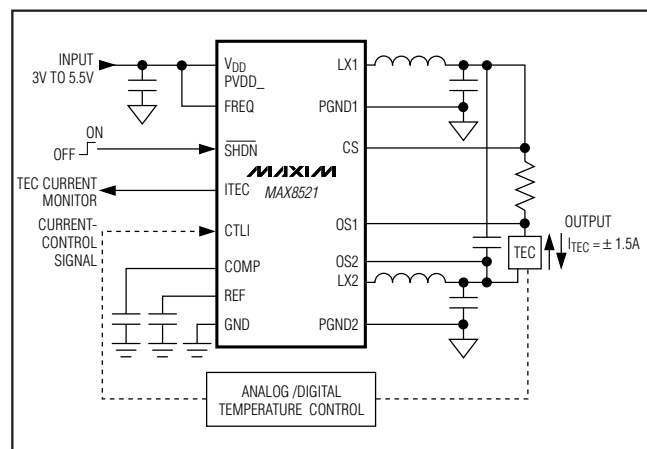 INPUT
3V TO 5.5V
VDD
PVDD_
FREQ
ON
OFF
SHDN
TEC CURRENT
MONITOR
ITEC
CURRENT-
CONTROL
SIGNAL
CTLI
COMP
REF
GND
MAXIM
MAX8521
LX1
PGND1
CS
OS1
OS2
LX2
PGND2
TEC
OUTPUT
ITEC = ± 1.5A
ANALOG /DIGITAL
TEMPERATURE CONTROL